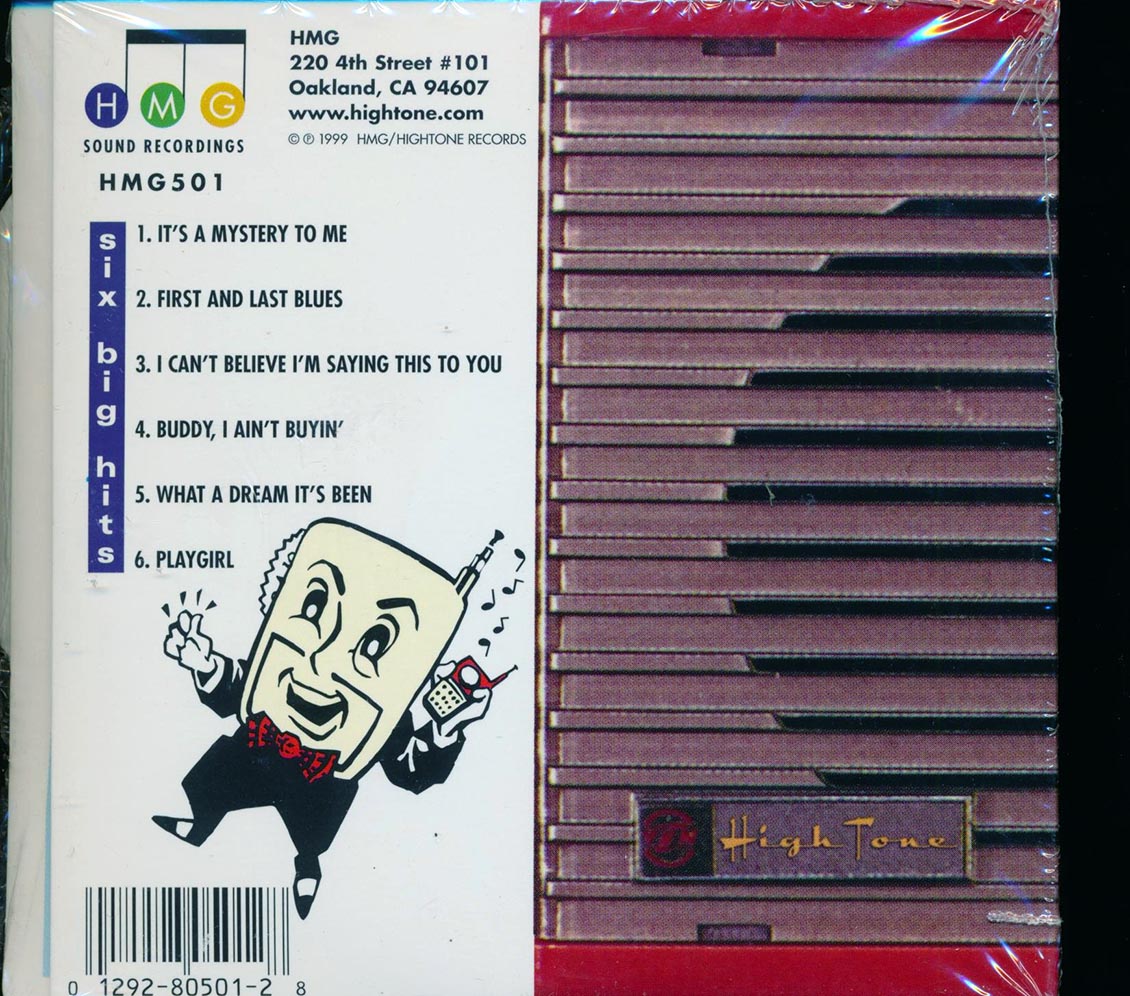 H M G
SOUND RECORDINGS
HMG501
HMG
220 4th Street #101
Oakland, CA 94607
www.hightone.com
© ℗ 1999 HMG/HIGHTONE RECORDS
six big hits
1. IT'S A MYSTERY TO ME
2. FIRST AND LAST BLUES
3. I CAN'T BELIEVE I'M SAYING THIS TO YOU
4. BUDDY, I AIN'T BUYIN'
5. WHAT A DREAM IT'S BEEN
6. PLAYGIRL
High Tone
0 1292-80501-2 8